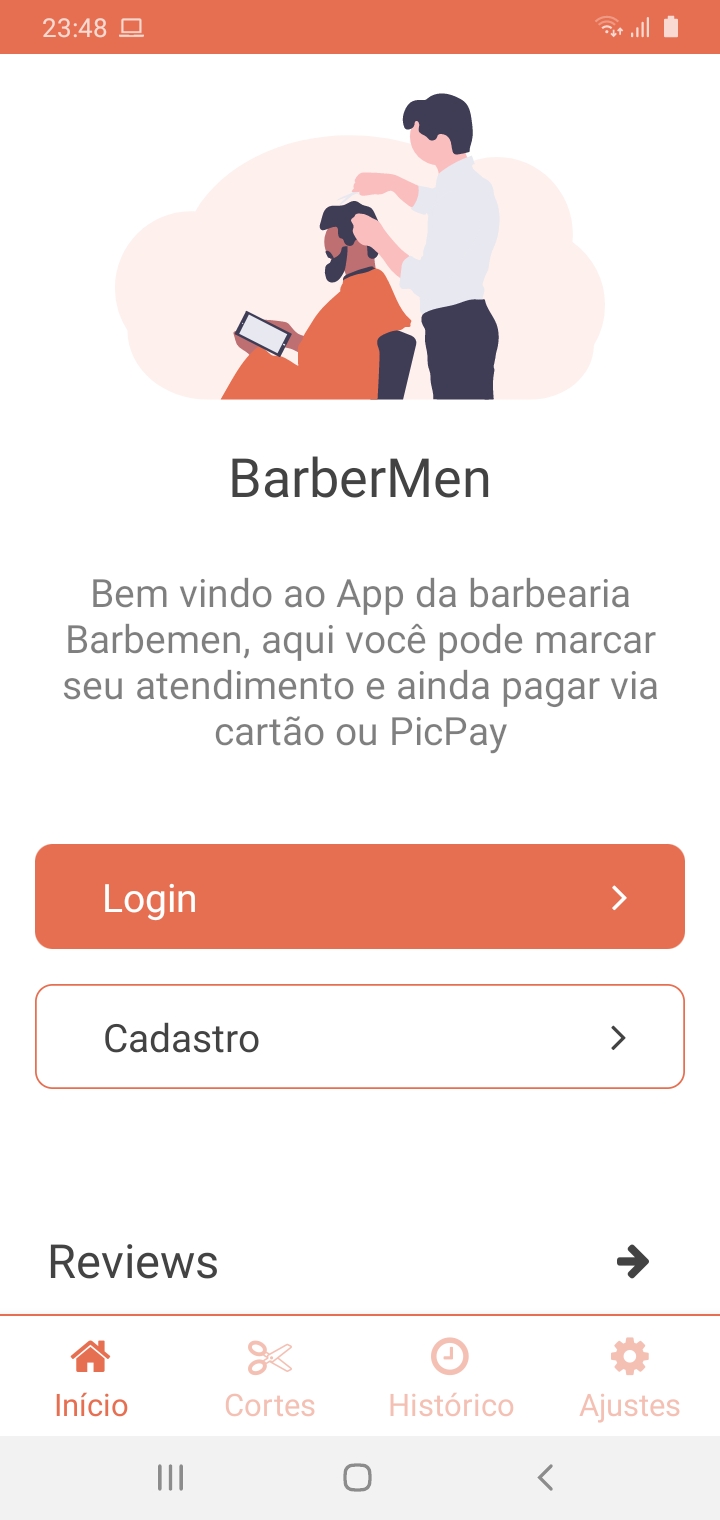 23:48
BarberMen
Bem vindo ao App da barbearia
Barbemen, aqui você pode marcar
seu atendimento e ainda pagar via
cartão ou PicPay
Login
Cadastro
Reviews
Início
Cortes
Histórico
Ajustes